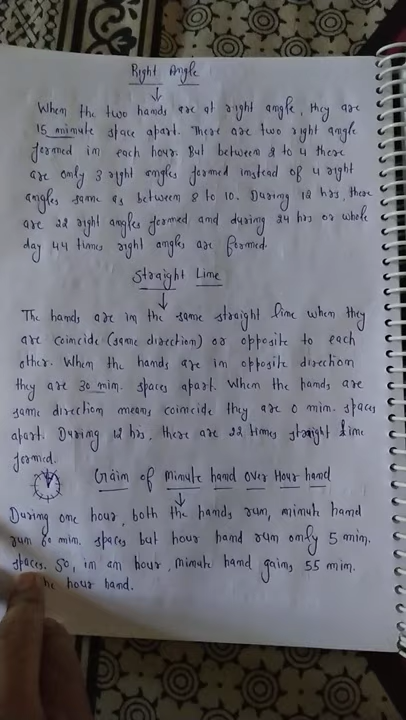 Right Angle
When the two hands are at right angle, they are
15 minute space apart. There are two right angle
formed in each hour. But between 2 to 4 there
are only 3 right angles formed instead of 4 right
angles same as between 8 to 10. During 12 hrs, there
are 22 right angles formed and during 24 hrs or whole
day 44 times right angles are formed.
Straight Line
The hands are in the same straight line when they
are coincide (same direction) or opposite to each
other. When the hands are in opposite direction
they are 30 min. spaces apart. When the hands are
same direction means coincide they are 0 min. spaces
apart. During 12 hrs, there are 22 times straight line
formed.
Gain of minute hand over Hour hand
During one hour, both the hands run, minute hand
run 60 min. spaces but hour hand run only 5 min.
spaces. So, in an hour, minute hand gains 55 min.
the hour hand.